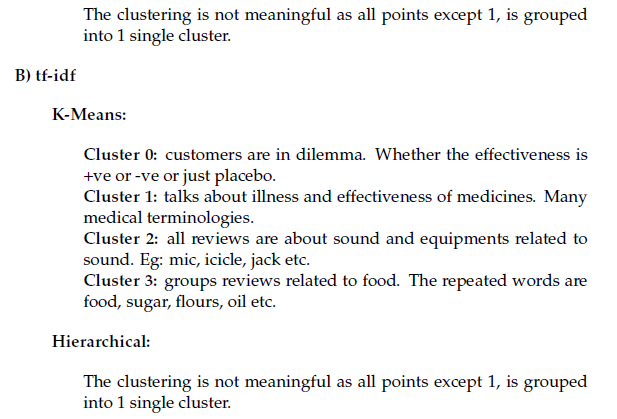 The clustering is not meaningful as all points except 1, is grouped
into 1 single cluster.
B) tf-idf
K-Means:
Cluster 0: customers are in dilemma. Whether the effectiveness is
+ve or -ve or just placebo.
Cluster 1: talks about illness and effectiveness of medicines. Many
medical terminologies.
Cluster 2: all reviews are about sound and equipments related to
sound. Eg: mic, icicle, jack etc.
Cluster 3: groups reviews related to food. The repeated words are
food, sugar, flours, oil etc.
Hierarchical:
The clustering is not meaningful as all points except 1, is grouped
into 1 single cluster.